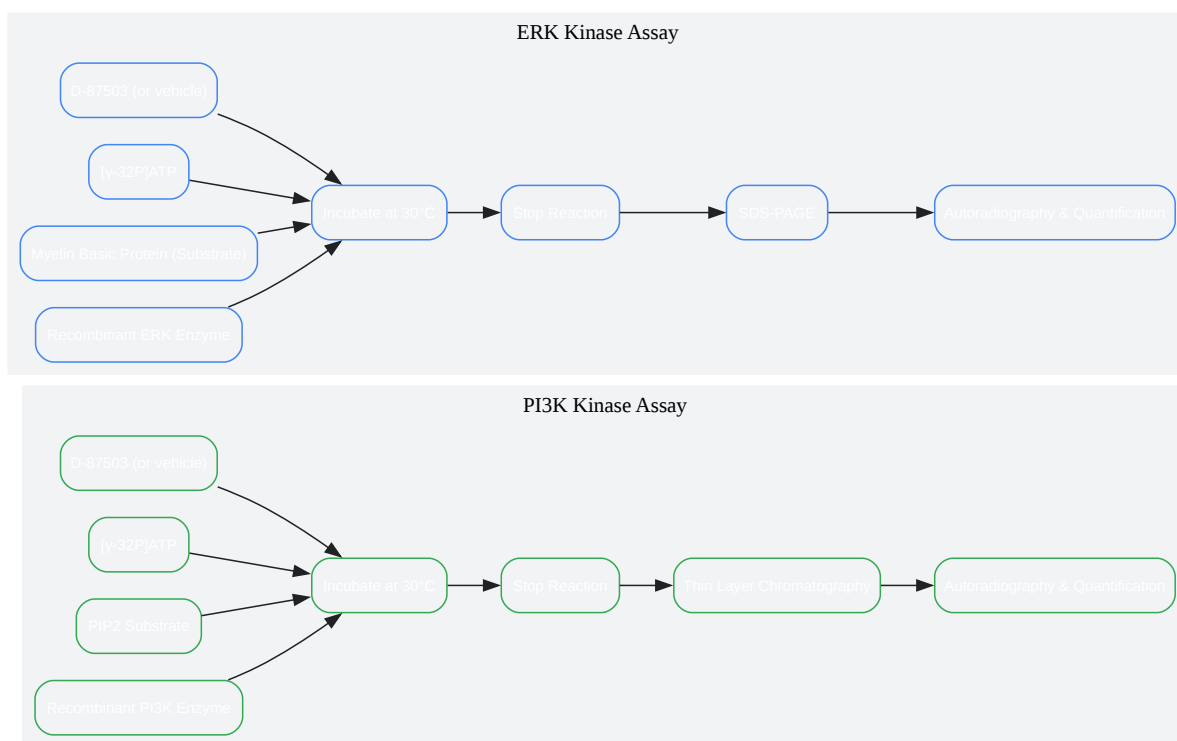 ERK Kinase Assay
D-87503 (or vehicle)
[γ-32P]ATP
Myelin Basic Protein (Substrate)
Recombinant ERK Enzyme
Incubate at 30°C
Stop Reaction
SDS-PAGE
Autoradiography & Quantification
PI3K Kinase Assay
D-87503 (or vehicle)
[γ-32P]ATP
PIP2 Substrate
Recombinant PI3K Enzyme
Incubate at 30°C
Stop Reaction
Thin Layer Chromatography
Autoradiography & Quantification